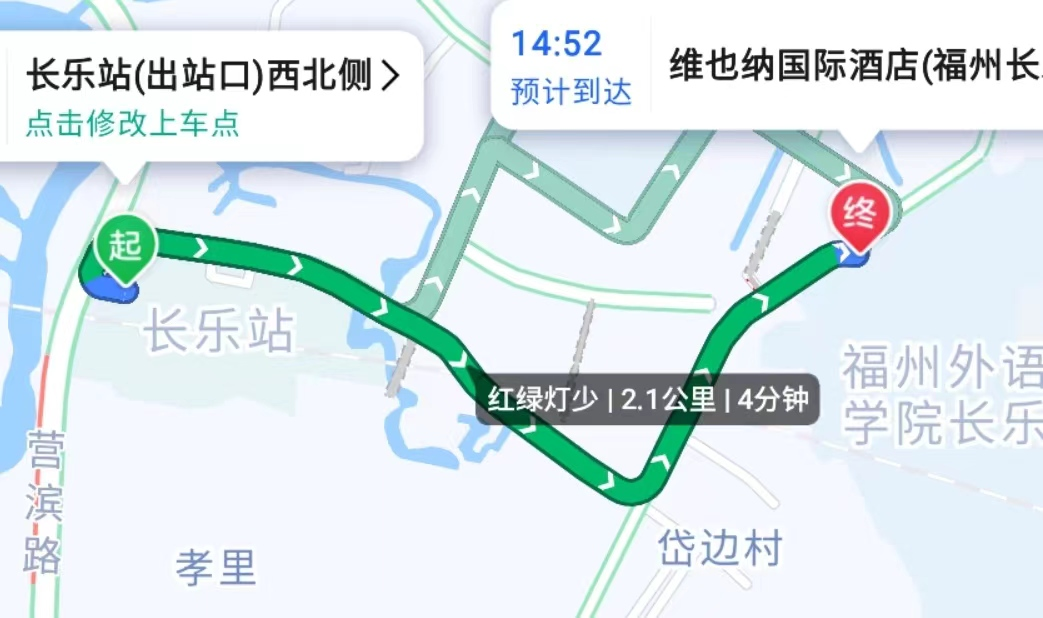 14:52
预计到达
维也纳国际酒店(福州长
长乐站(出站口)西北侧
点击修改上车点
终
起
长乐站
红绿灯少 | 2.1公里 | 4分钟
福州外语
学院长乐
营滨路
岱边村
孝里